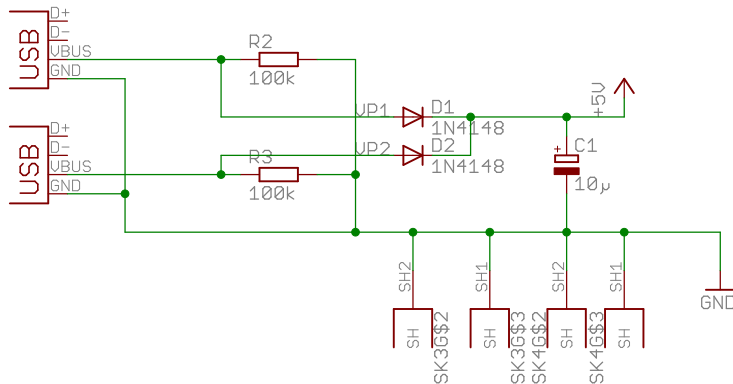 D+
D-
VBUS
GND
USB
R2
100k
VP1
D1
1N4148
+5V
D+
D-
VBUS
GND
USB
VP2
D2
1N4148
R3
100k
C1
+
10µ
SH2
SH1
SH2
SH1
GND
SH
SK3G$2
SH
SK3G$3
SK4G$2
SH
SK4G$3
SH